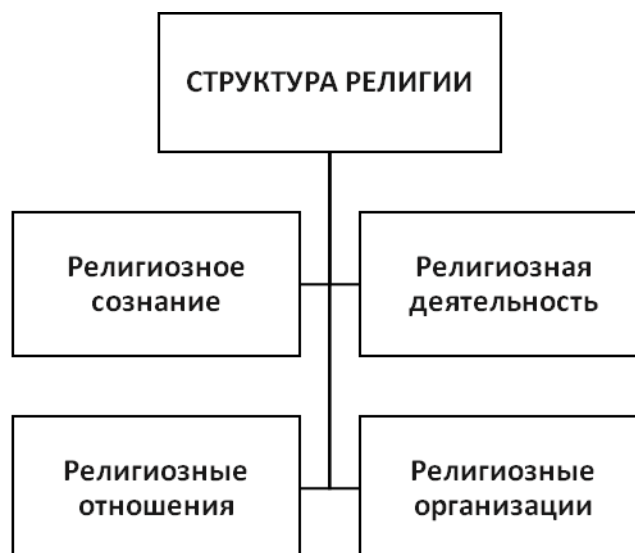 СТРУКТУРА РЕЛИГИИ
Религиозное
сознание
Религиозная
деятельность
Религиозные
отношения
Религиозные
организации